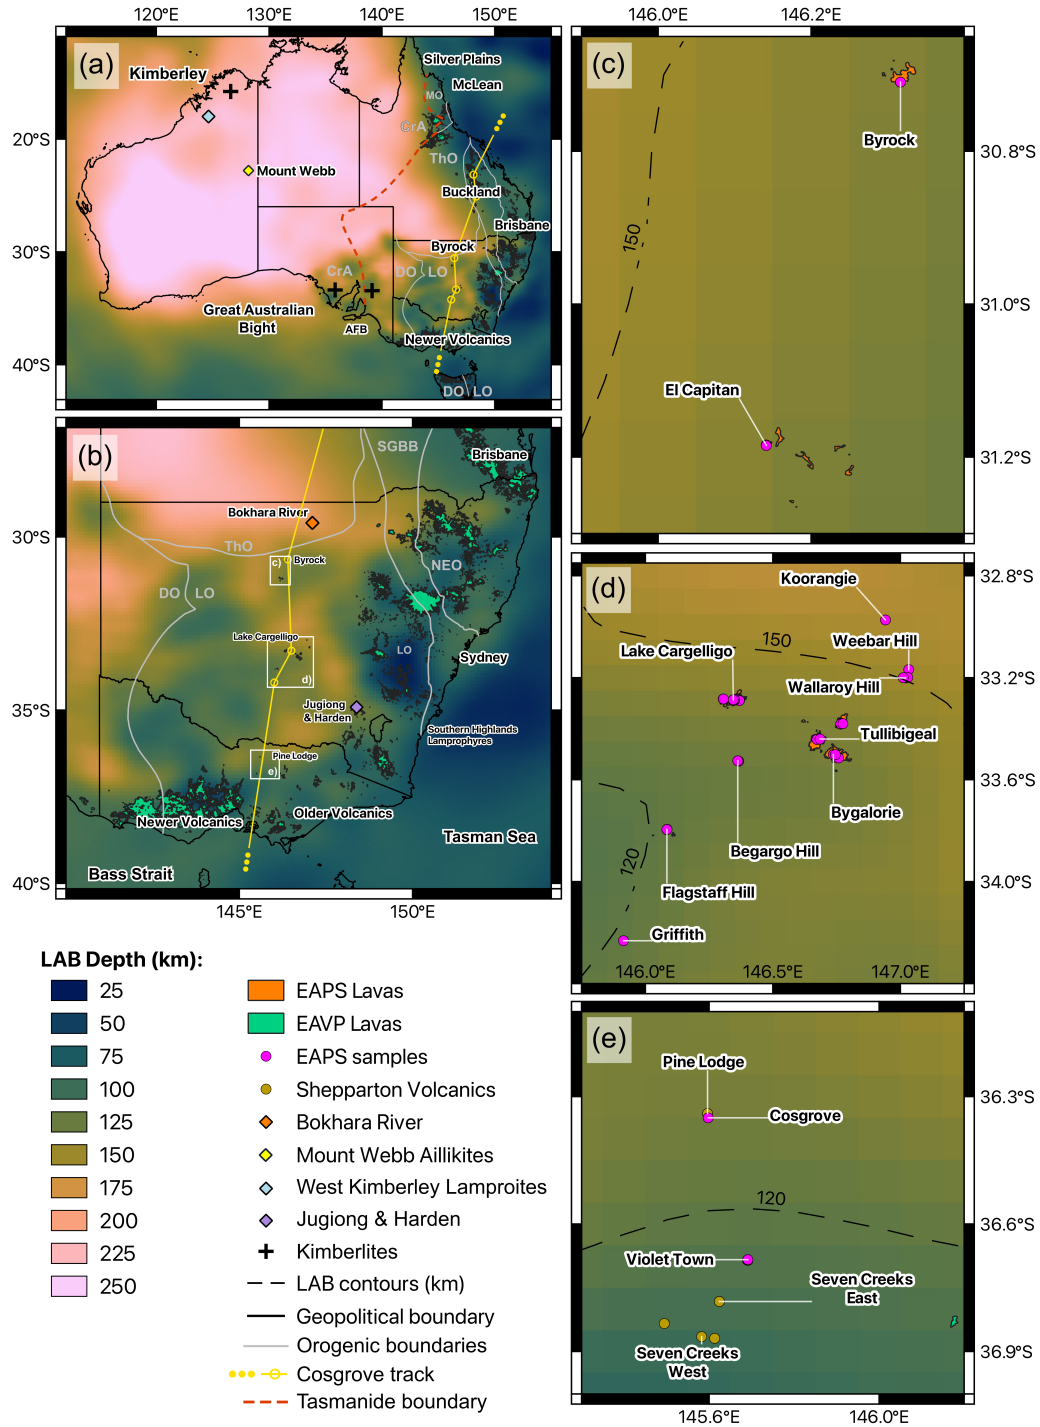 120°E 130°E 140°E 150°E
(a)
Kimberley
Silver Plains
McLean
MO
CrA
ThO
20°S
Mount Webb
Buckland
Brisbane
Byrock
30°S
CrA
DO LO
Great Australian
Bight
AFB
Newer Volcanics
40°S
DO LO
(b)
SGBB
Brisbane
Bokhara River
30°S
ThO
Byrock
c)
NEO
DO LO
Lake Cargelligo
LO
Sydney
d)
Jugiong
& Harden
35°S
Southern Highlands
Lamprophyres
Pine Lodge
e)
Newer Volcanics
Older Volcanics
Tasman Sea
Bass Strait
40°S
145°E 150°E
146.0°E 146.2°E
(c)
Byrock
30.8°S
150
31.0°S
El Capitan
31.2°S
(d)
32.8°S
Koorangie
150
Weebar Hill
Lake Cargelligo
33.2°S
Wallaroy Hill
Tullibigeal
33.6°S
Bygalorie
120
Begargo Hill
Flagstaff Hill
34.0°S
Griffith
146.0°E 146.5°E 147.0°E
(e)
Pine Lodge
36.3°S
Cosgrove
120
36.6°S
Violet Town
Seven Creeks
East
Seven Creeks
West
36.9°S
145.6°E 146.0°E
LAB Depth (km):
25
50
75
100
125
150
175
200
225
250
EAPS Lavas
EAVP Lavas
EAPS samples
Shepparton Volcanics
Bokhara River
Mount Webb Aillikites
West Kimberley Lamproites
Jugiong & Harden
Kimberlites
LAB contours (km)
Geopolitical boundary
Orogenic boundaries
Cosgrove track
Tasmanide boundary